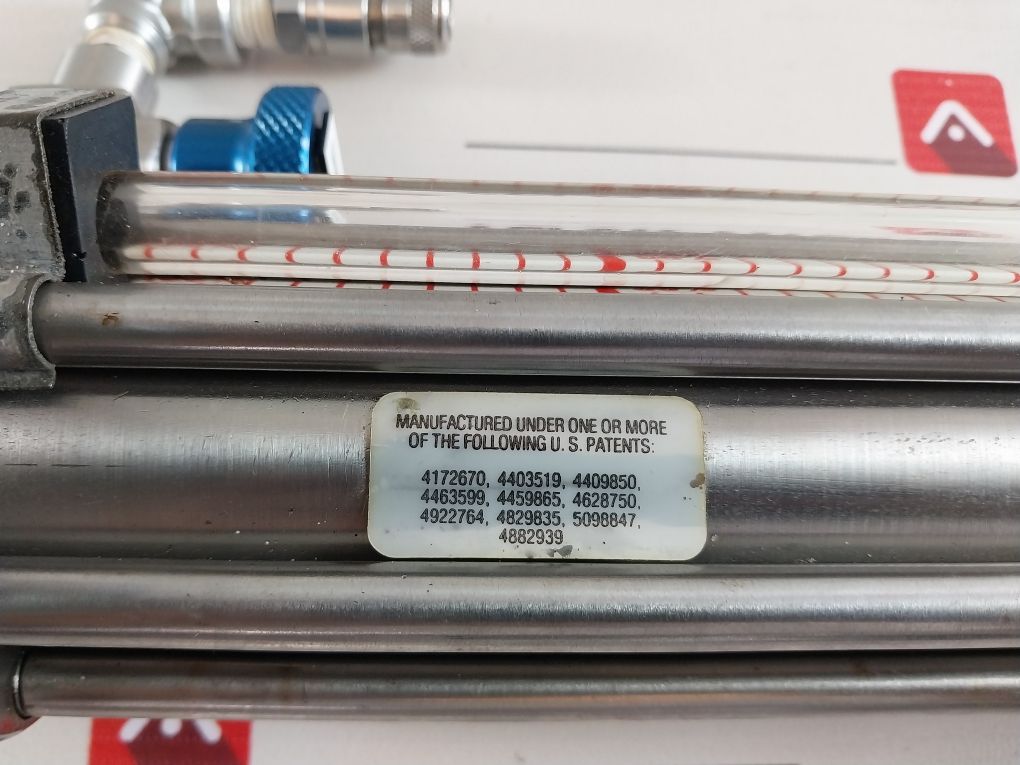 MANUFACTURED UNDER ONE OR MORE
OF THE FOLLOWING U. S. PATENTS:
4172670, 4403519, 4409850,
4463599, 4459865, 4628750,
4922764, 4829835, 5098847,
4882939